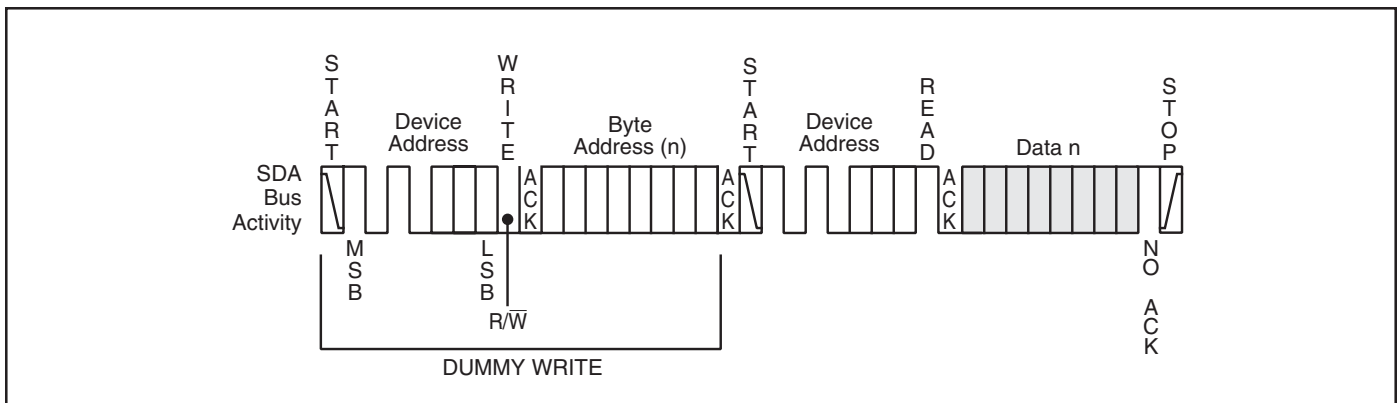 START
WRITE
START
READ
STOP
Device
Address
Byte
Address (n)
Device
Address
Data n
SDA
Bus
Activity
ACK
ACK
ACK
MSB
LSB
R/W̅
NO ACK
DUMMY WRITE